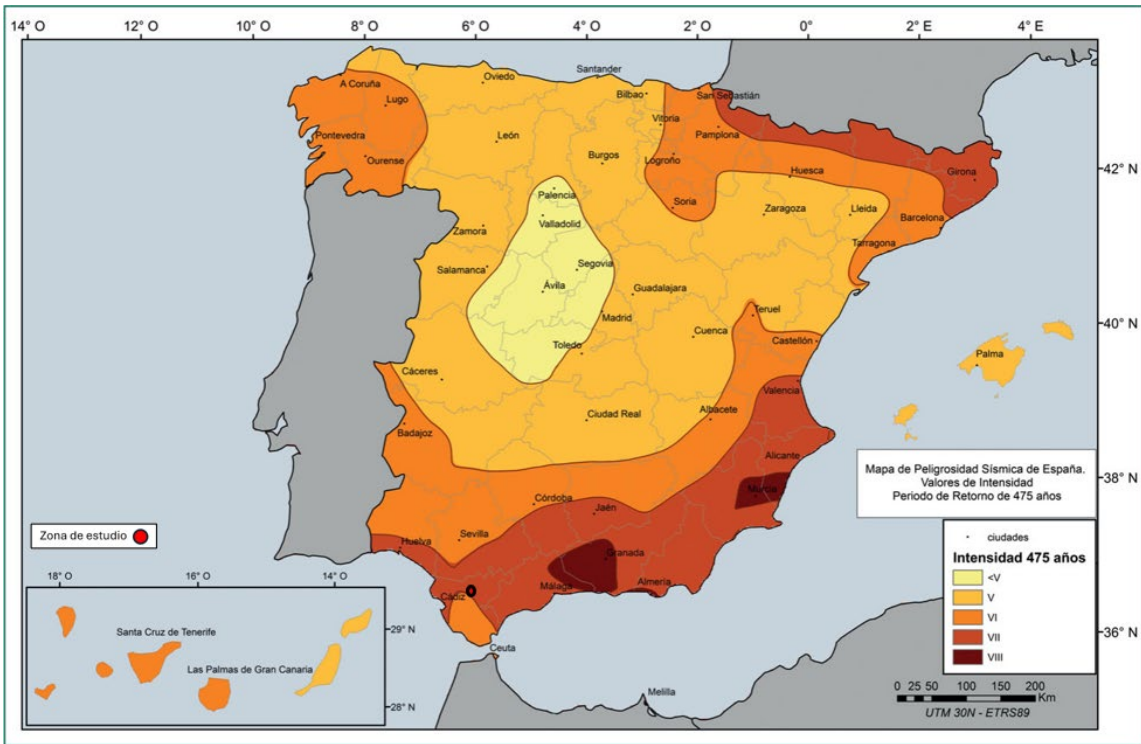 14° O 12° O 10° O 8° O 6° O 4° O 2° O 0° 2° E 4° E
A Coruña
Lugo
Pontevedra
Ourense
Oviedo
Santander
Bilbao
San Sebastián
Vitoria
Pamplona
León
Burgos
Logroño
Huesca
Girona
42° N
Palencia
Soria
Zaragoza
Lleida
Barcelona
Valladolid
Zamora
Tarragona
Salamanca
Segovia
Ávila
Guadalajara
Madrid
Teruel
Cuenca
Castellón
40° N
Toledo
Palma
Cáceres
Valencia
Ciudad Real
Albacete
Badajoz
Alicante
Murcia
38° N
Córdoba
Jaén
Sevilla
Huelva
Granada
Málaga
Almería
Cádiz
36° N
Ceuta
Melilla
Zona de estudio
18° O 16° O 14° O
Santa Cruz de Tenerife
29° N
Las Palmas de Gran Canaria
28° N
Mapa de Peligrosidad Sísmica de España.
Valores de Intensidad
Periodo de Retorno de 475 años
ciudades
Intensidad 475 años
<V
V
VI
VII
VIII
0 25 50 100 150 200
Km
UTM 30N - ETRS89